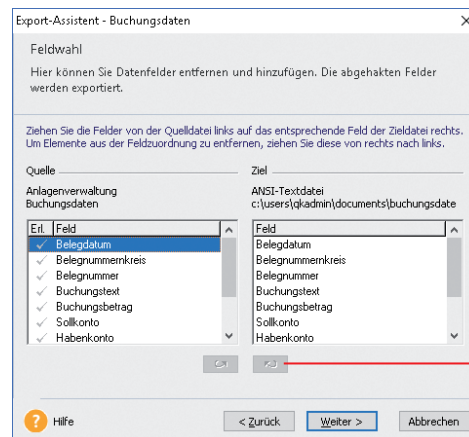 Export-Assistent - Buchungsdaten
Feldwahl
Hier können Sie Datenfelder entfernen und hinzufügen. Die abgehakten Felder
werden exportiert.
Ziehen Sie die Felder von der Quelldatei links auf das entsprechende Feld der Zieldatei rechts.
Um Elemente aus der Feldzuordnung zu entfernen, ziehen Sie diese von rechts nach links.
Quelle
Anlagenverwaltung
Buchungsdaten
Erl. Feld
Belegdatum
Belegnummernkreis
Belegnummer
Buchungstext
Buchungsbetrag
Sollkonto
Habenkonto
Ziel
ANSI-Textdatei
c:\users\qkadmin\documents\buchungsdate
Feld
Belegdatum
Belegnummernkreis
Belegnummer
Buchungstext
Buchungsbetrag
Sollkonto
Habenkonto
? Hilfe
< Zurück
Weiter >
Abbrechen